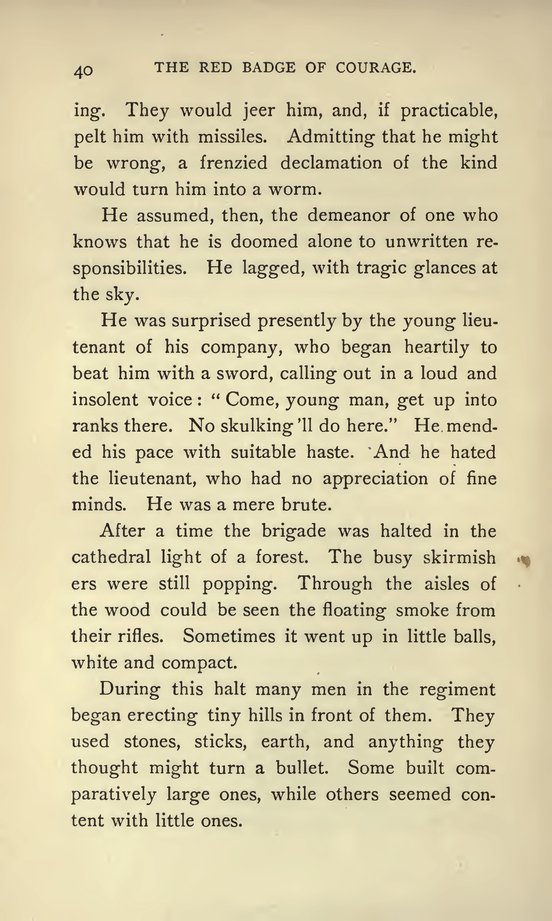 40 THE RED BADGE OF COURAGE.
ing. They would jeer him, and, if practicable,
pelt him with missiles. Admitting that he might
be wrong, a frenzied declamation of the kind
would turn him into a worm.
He assumed, then, the demeanor of one who
knows that he is doomed alone to unwritten re-
sponsibilities. He lagged, with tragic glances at
the sky.
He was surprised presently by the young lieu-
tenant of his company, who began heartily to
beat him with a sword, calling out in a loud and
insolent voice : " Come, young man, get up into
ranks there. No skulking 'll do here." He mend-
ed his pace with suitable haste. And he hated
the lieutenant, who had no appreciation of fine
minds. He was a mere brute.
After a time the brigade was halted in the
cathedral light of a forest. The busy skirmish
ers were still popping. Through the aisles of
the wood could be seen the floating smoke from
their rifles. Sometimes it went up in little balls,
white and compact.
During this halt many men in the regiment
began erecting tiny hills in front of them. They
used stones, sticks, earth, and anything they
thought might turn a bullet. Some built com-
paratively large ones, while others seemed con-
tent with little ones.